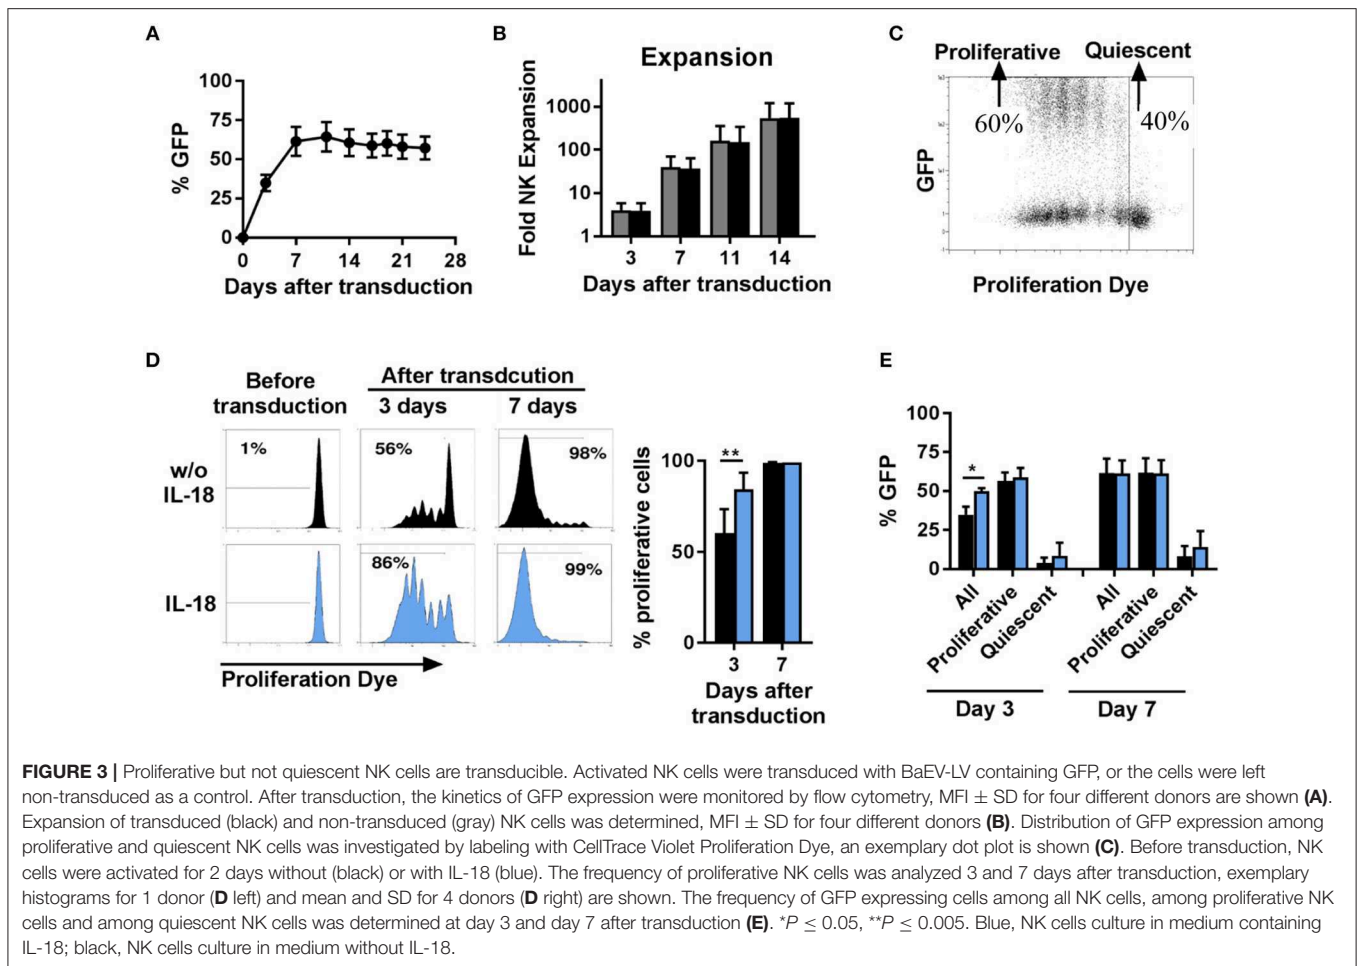 A
% GFP
100
75
50
25
0
0 7 14 21 28
Days after transduction
B
Expansion
Fold NK Expansion
1000
100
10
1
3 7 11 14
Days after transduction
C
Proliferative Quiescent
60% 40%
GFP
Proliferation Dye
D
Before
transduction
After transdcution
3 days 7 days
w/o
IL-18
1% 56% 98%
IL-18
86% 99%
Proliferation Dye
% proliferative cells
100
50
0
**
3 7
Days after
transduction
E
% GFP
100
75
50
25
0
*
All Proliferative Quiescent All Proliferative Quiescent
Day 3 Day 7
FIGURE 3 | Proliferative but not quiescent NK cells are transducible. Activated NK cells were transduced with BaEV-LV containing GFP, or the cells were left
non-transduced as a control. After transduction, the kinetics of GFP expression were monitored by flow cytometry, MFI ± SD for four different donors are shown (A).
Expansion of transduced (black) and non-transduced (gray) NK cells was determined, MFI ± SD for four different donors (B). Distribution of GFP expression among
proliferative and quiescent NK cells was investigated by labeling with CellTrace Violet Proliferation Dye, an exemplary dot plot is shown (C). Before transduction, NK
cells were activated for 2 days without (black) or with IL-18 (blue). The frequency of proliferative NK cells was analyzed 3 and 7 days after transduction, exemplary
histograms for 1 donor (D left) and mean and SD for 4 donors (D right) are shown. The frequency of GFP expressing cells among all NK cells, among proliferative NK
cells and among quiescent NK cells was determined at day 3 and day 7 after transduction (E). *P ≤ 0.05, **P ≤ 0.005. Blue, NK cells culture in medium containing
IL-18; black, NK cells culture in medium without IL-18.